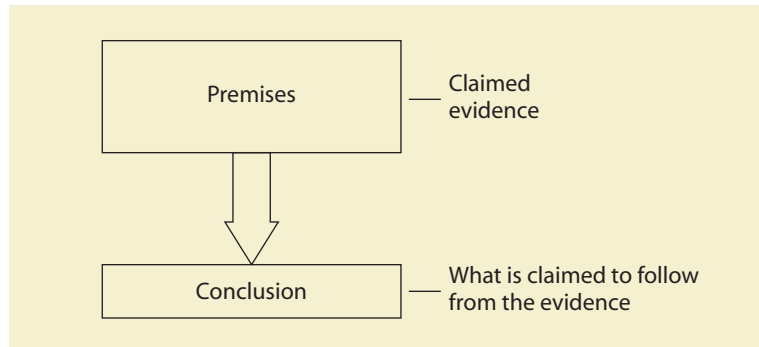 Premises
Claimed
evidence
Conclusion
What is claimed to follow
from the evidence